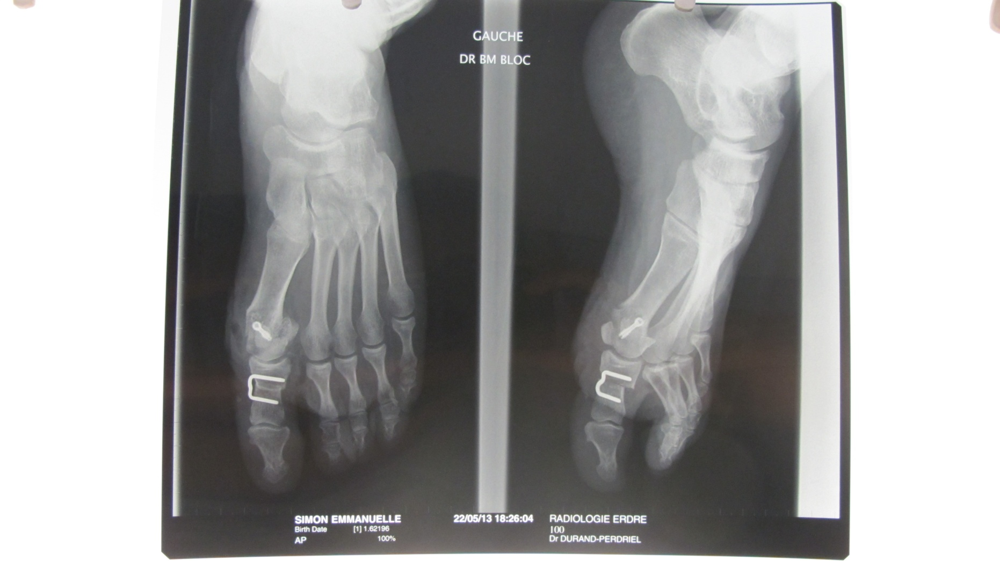 GAUCHE
DR BM BLOC
SIMON EMMANUELLE
Birth Date [1] 1.62196
AP 100%
22/05/13 18:26:04
RADIOLOGIE ERDRE
100
Dr DURAND-PERDRIEL